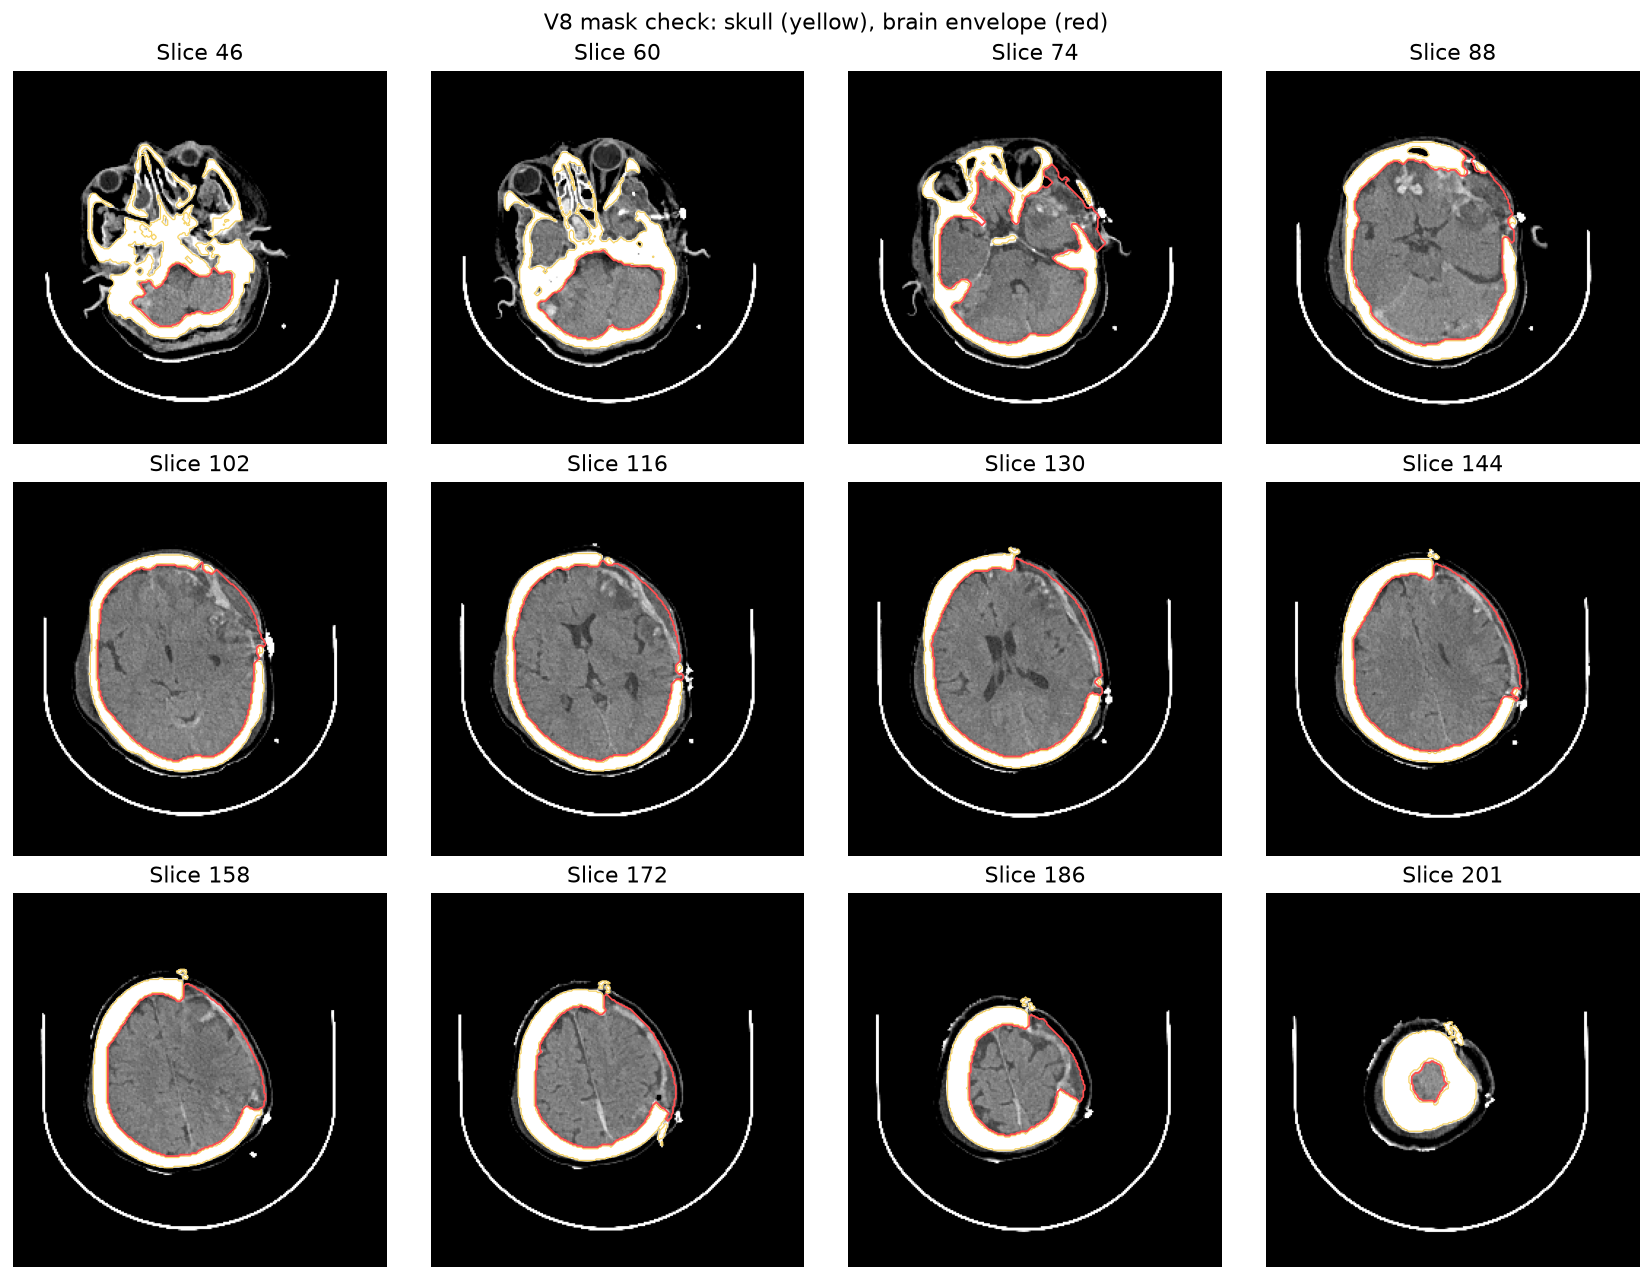 V8 mask check: skull (yellow), brain envelope (red)
Slice 46
Slice 60
Slice 74
Slice 88
Slice 102
Slice 116
Slice 130
Slice 144
Slice 158
Slice 172
Slice 186
Slice 201